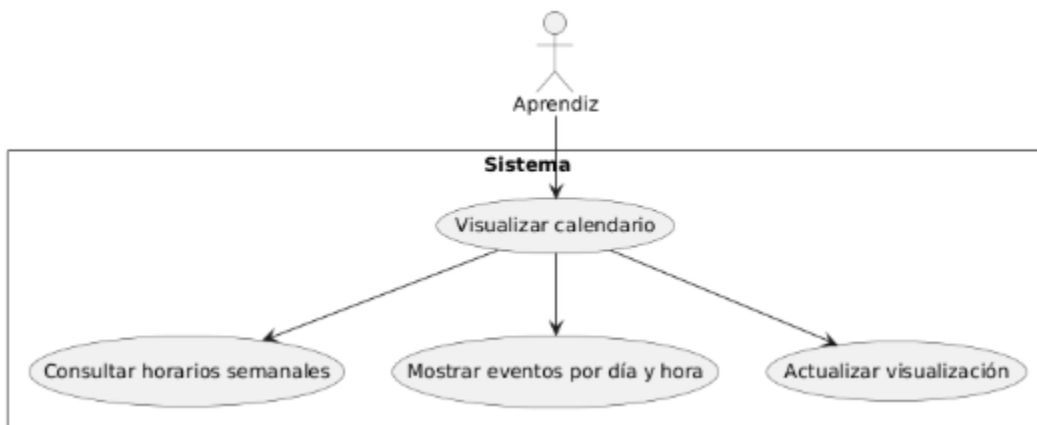 Aprendiz
Sistema
Visualizar calendario
Consultar horarios semanales
Mostrar eventos por día y hora
Actualizar visualización